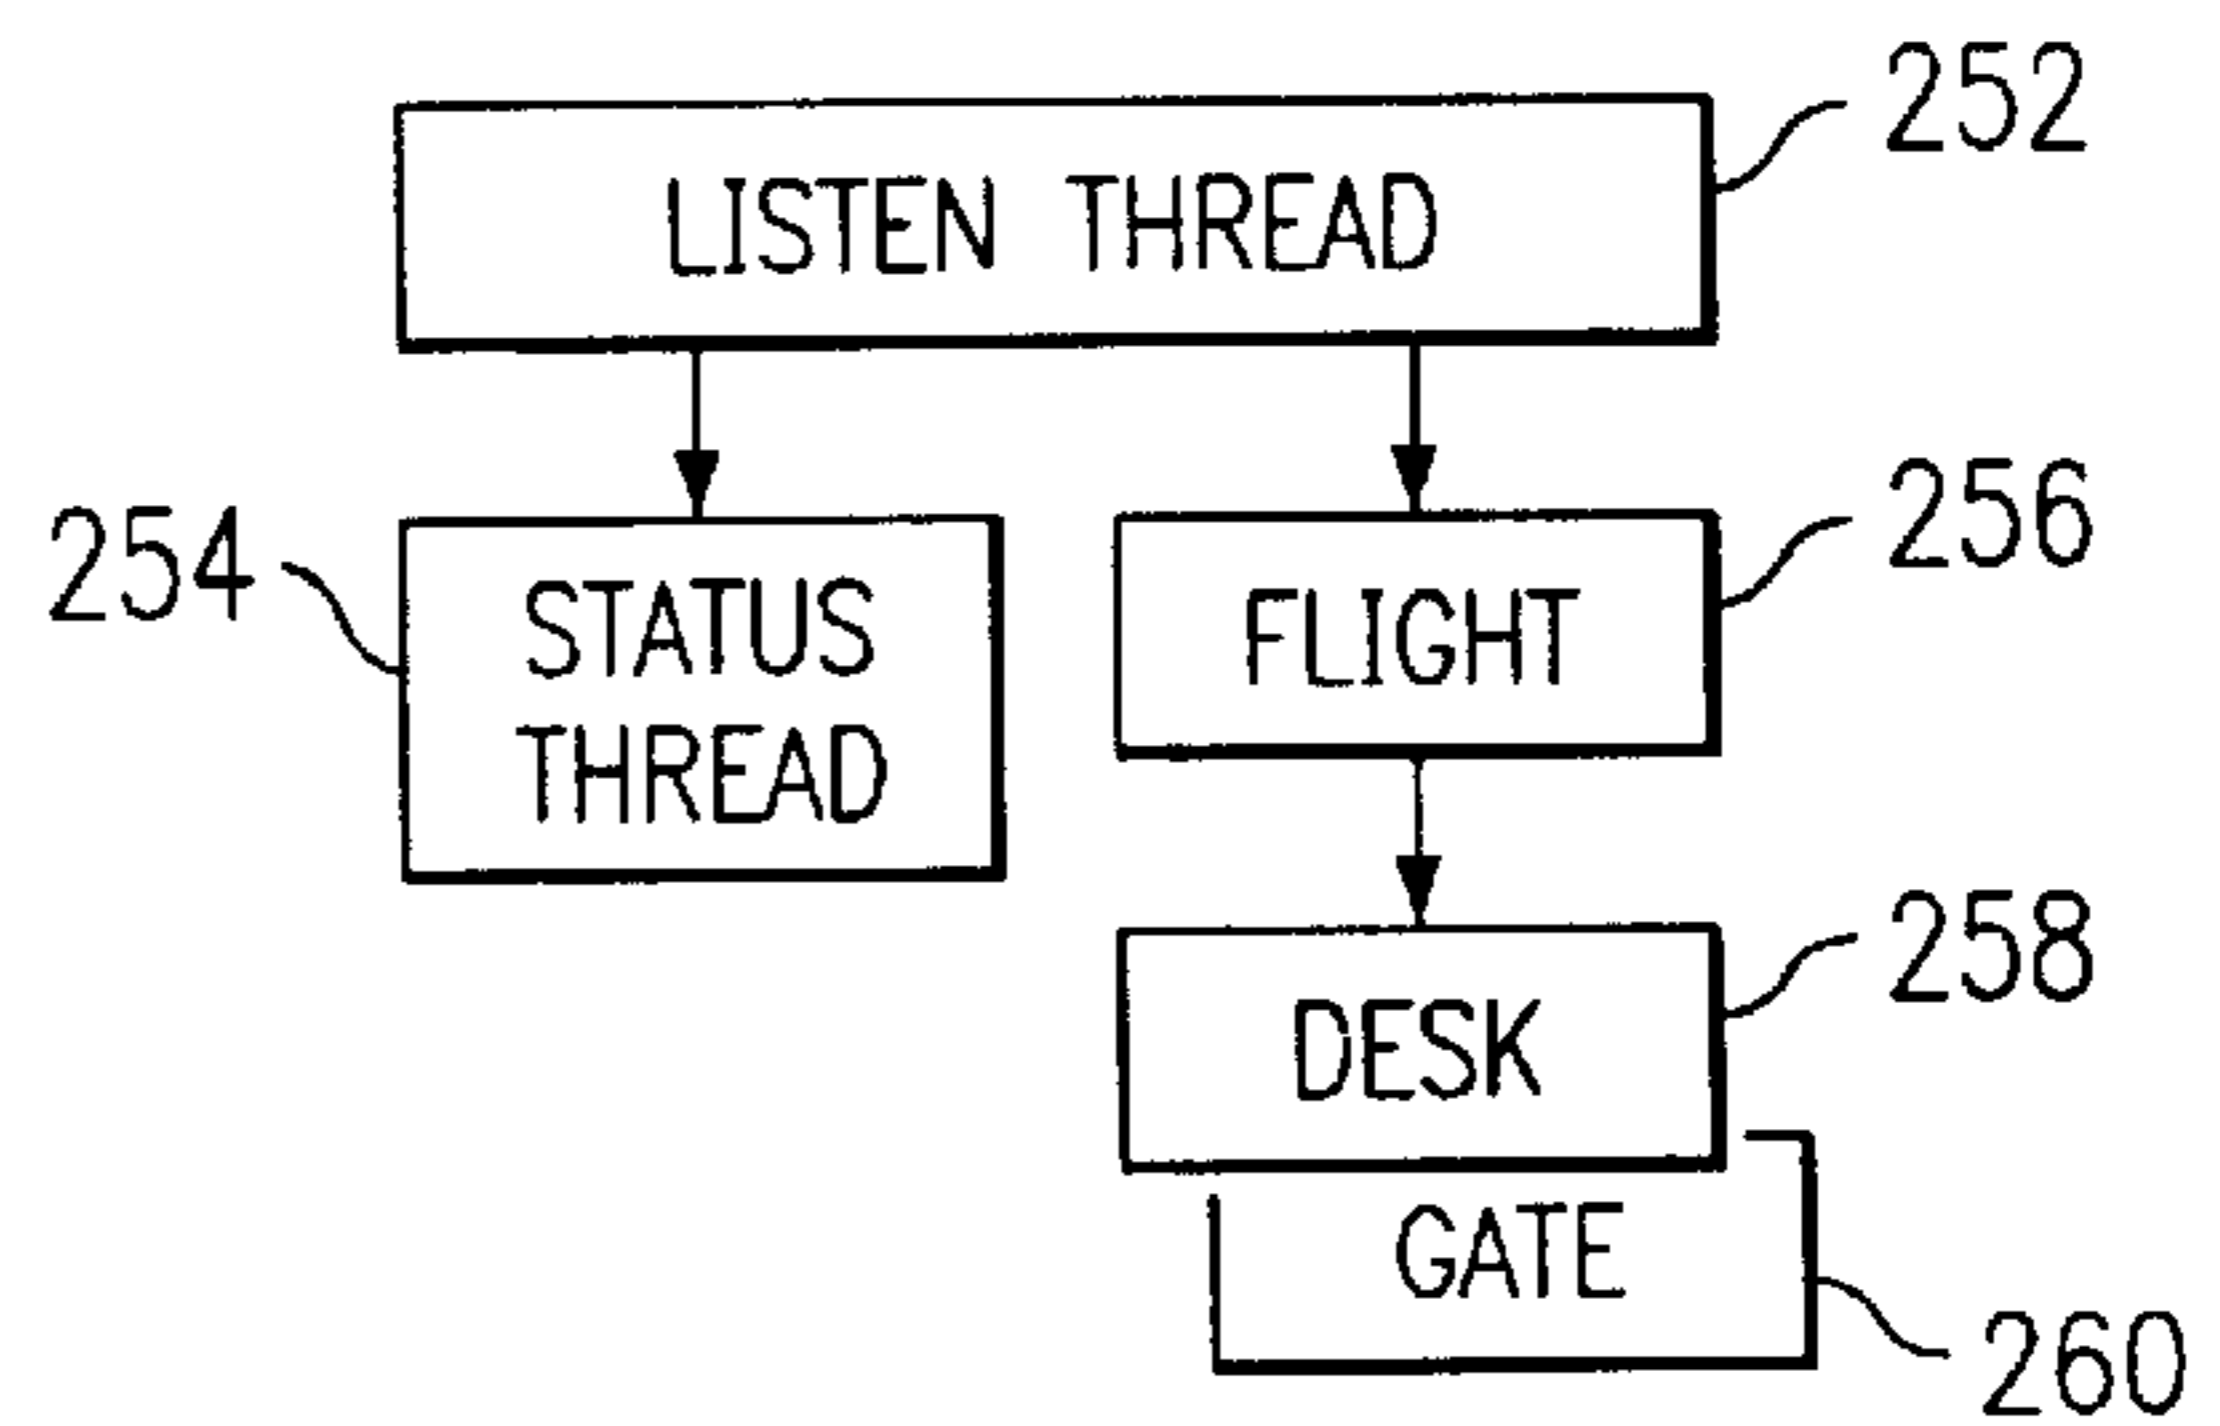 252
LISTEN THREAD
254
STATUS
THREAD
256
FLIGHT
258
DESK
GATE
260